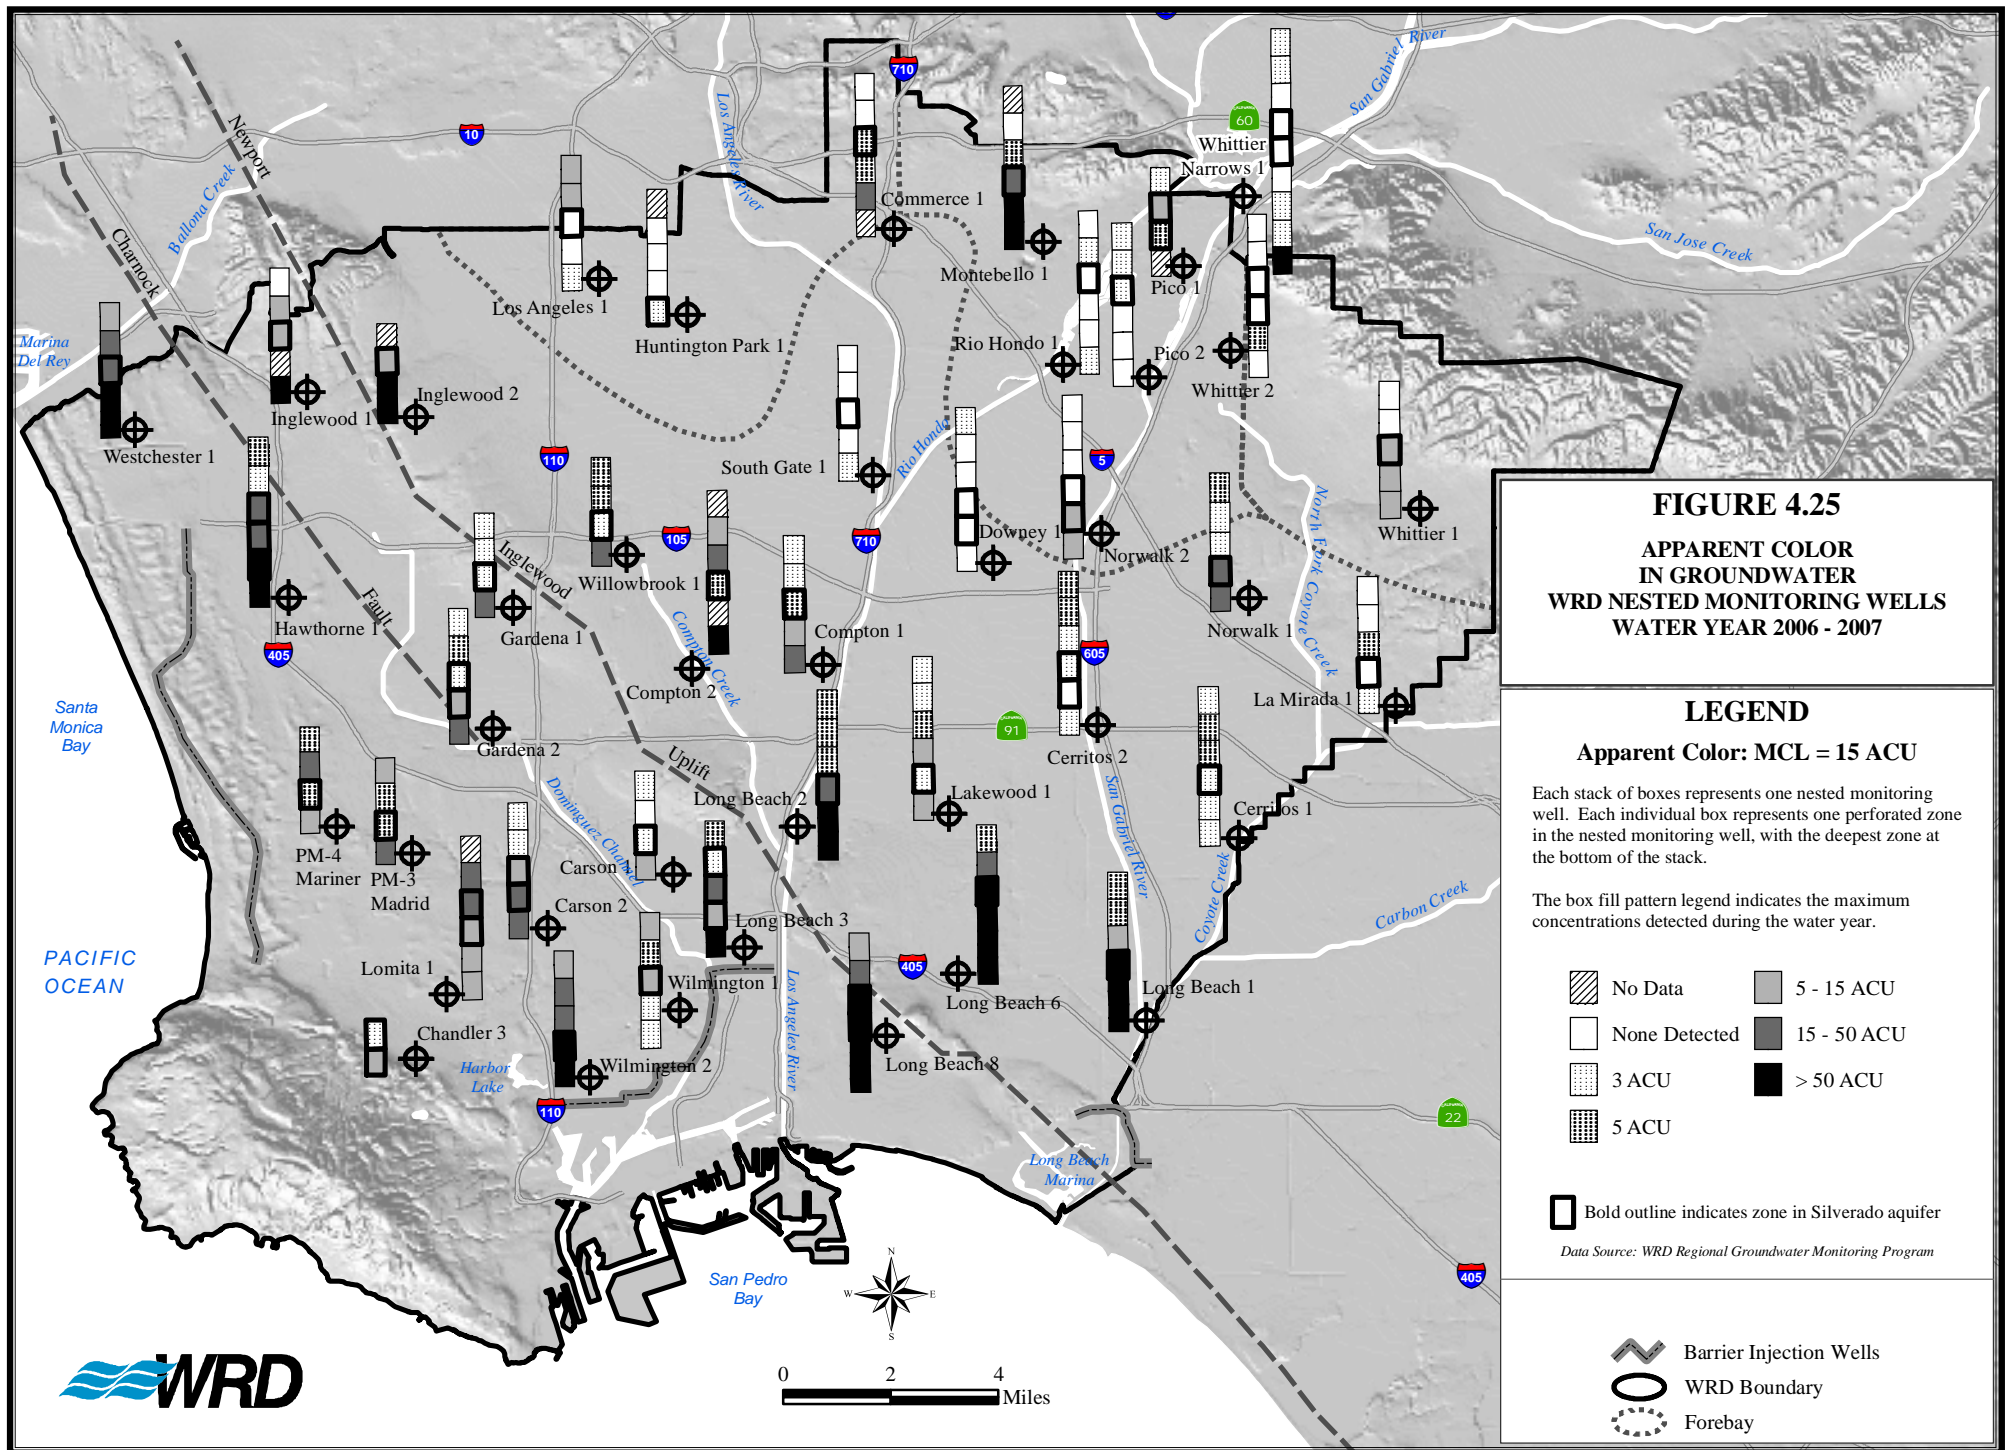 710
10
60
San Gabriel River
Los Angeles River
Newport
Ballona Creek
Charnock
Whittier
Narrows 1
Commerce 1
Montebello 1
Pico 1
San Jose Creek
Los Angeles 1
Huntington Park 1
Rio Hondo 1
Pico 2
Whittier 2
Marina
Del Rey
Inglewood 1
Inglewood 2
Westchester 1
110
South Gate 1
Rio Hondo
5
Whittier 1
North Fork Coyote Creek
Hawthorne 1
Fault
Inglewood
Gardena 1
Willowbrook 1
105
710
Downey 1
Norwalk 2
Norwalk 1
Compton 1
Compton 2
Compton Creek
405
605
La Mirada 1
Santa
Monica
Bay
Gardena 2
Uplift
91
Cerritos 2
Cerritos 1
Lakewood 1
Long Beach 2
Dominguez Channel
San Gabriel River
Coyote Creek
Carbon Creek
PM-4
Mariner
PM-3
Madrid
Carson 1
Carson 2
Long Beach 3
Lomita 1
Wilmington 1
405
Long Beach 6
Long Beach 1
PACIFIC
OCEAN
Chandler 3
Harbor
Lake
Wilmington 2
Los Angeles River
Long Beach 8
110
22
Long Beach
Marina
San Pedro
Bay
405
N
W
E
S
0 2 4
Miles
WRD
FIGURE 4.25
APPARENT COLOR
IN GROUNDWATER
WRD NESTED MONITORING WELLS
WATER YEAR 2006 - 2007
LEGEND
Apparent Color: MCL = 15 ACU
Each stack of boxes represents one nested monitoring
well. Each individual box represents one perforated zone
in the nested monitoring well, with the deepest zone at
the bottom of the stack.
The box fill pattern legend indicates the maximum
concentrations detected during the water year.
No Data
None Detected
3 ACU
5 ACU
5 - 15 ACU
15 - 50 ACU
> 50 ACU
Bold outline indicates zone in Silverado aquifer
Data Source: WRD Regional Groundwater Monitoring Program
Barrier Injection Wells
WRD Boundary
Forebay